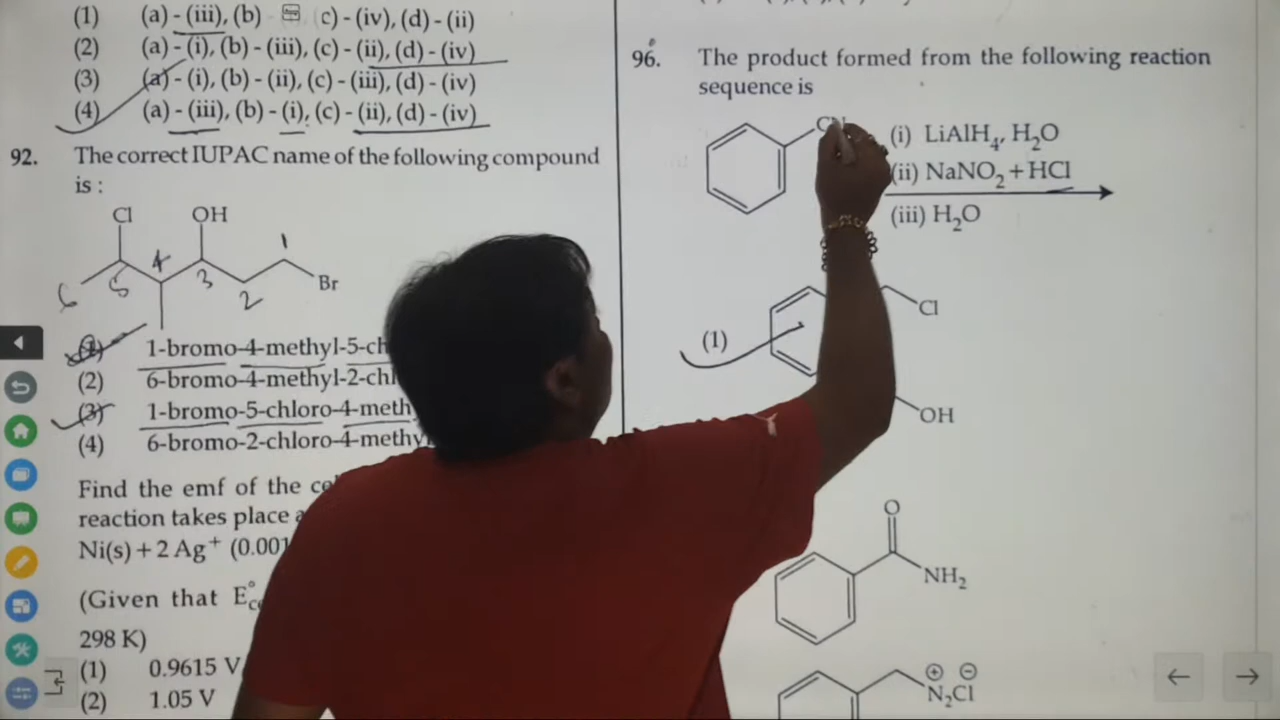 (1) (a) - (iii), (b) c) - (iv), (d) - (ii)
(2) (a) - (i), (b) - (iii), (c) - (ii), (d) - (iv)
(3) (a) - (i), (b) - (ii), (c) - (iii), (d) - (iv)
(4) (a) - (iii), (b) - (i), (c) - (ii), (d) - (iv)
92. The correct IUPAC name of the following compound
is :
Cl OH
1
4
6 5 3 2 Br
1-bromo-4-methyl-5-ch
(2) 6-bromo-4-methyl-2-chl
(3) 1-bromo-5-chloro-4-meth
(4) 6-bromo-2-chloro-4-methy
Find the emf of the ce
reaction takes place a
Ni(s) + 2 Ag⁺ (0.001
(Given that E°c
298 K)
(1) 0.9615 V
(2) 1.05 V
96. The product formed from the following reaction
sequence is
(i) LiAlH₄, H₂O
(ii) NaNO₂ + HCl
(iii) H₂O
Cl
(1)
OH
O
NH₂
⊕ ⊖
N₂Cl